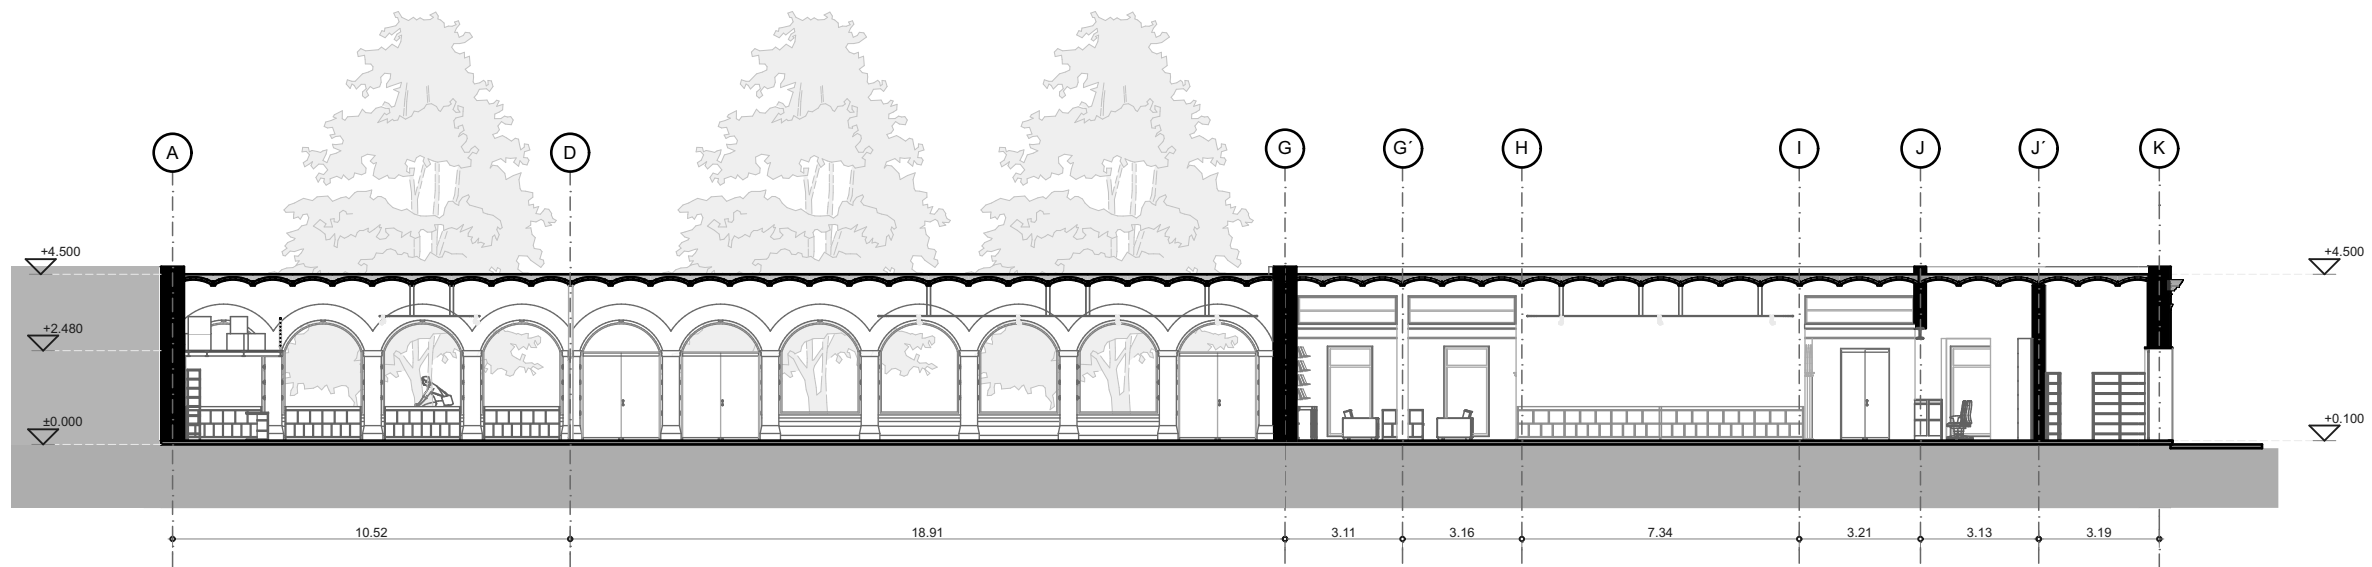 A D G G´ H I J J´ K
+4.500 +4.500
+2.480
±0.000 +0.100
10.52 18.91 3.11 3.16 7.34 3.21 3.13 3.19